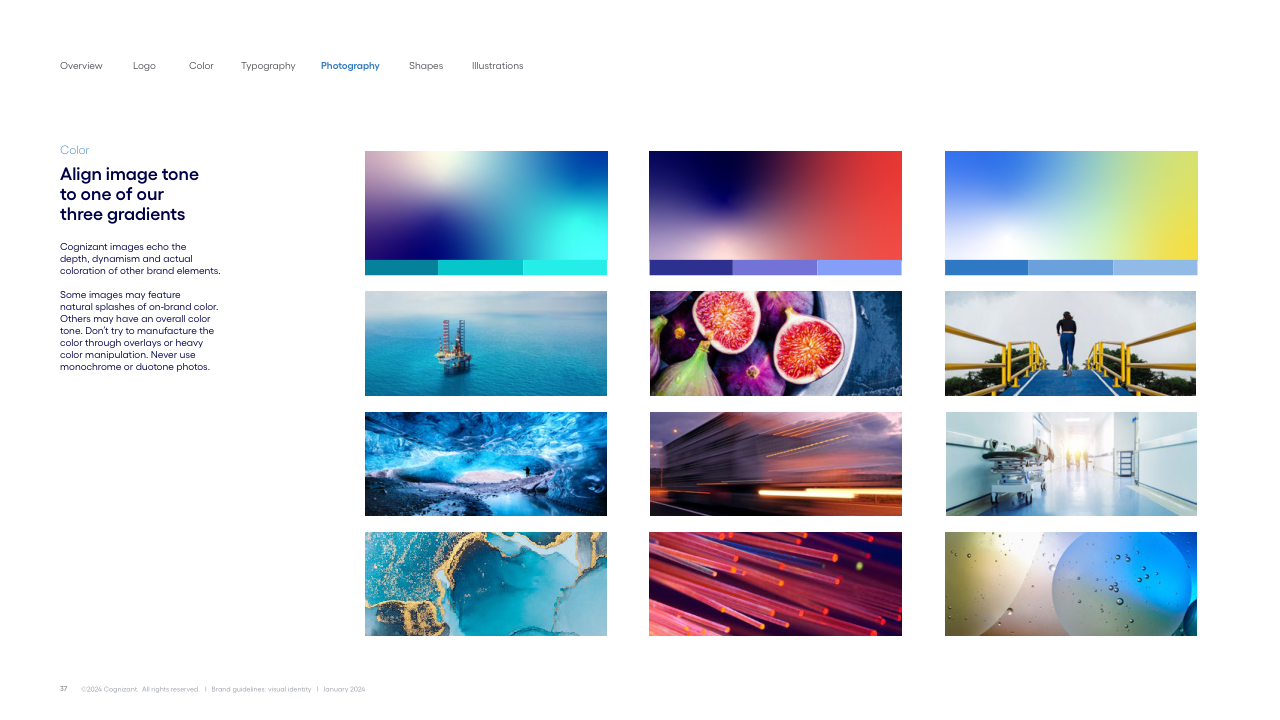 Overview Logo Color Typography Photography Shapes Illustrations
Color
Align image tone
to one of our
three gradients
Cognizant images echo the
depth, dynamism and actual
coloration of other brand elements.
Some images may feature
natural splashes of on-brand color.
Others may have an overall color
tone. Don't try to manufacture the
color through overlays or heavy
color manipulation. Never use
monochrome or duotone photos.
37 ©2024 Cognizant. All rights reserved. | Brand guidelines: visual identity | January 2024